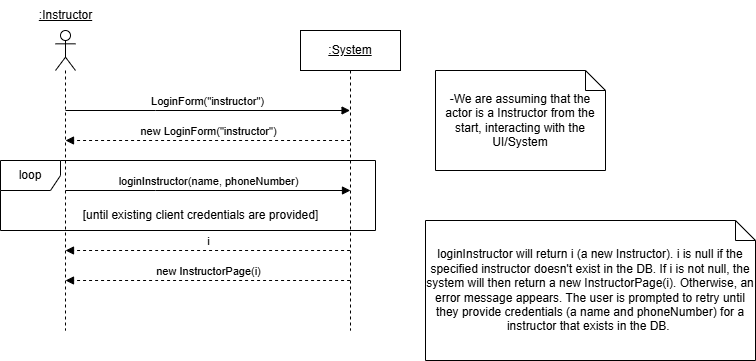 :Instructor
:System
LoginForm("instructor")
new LoginForm("instructor")
loop
loginInstructor(name, phoneNumber)
[until existing client credentials are provided]
i
new InstructorPage(i)
-We are assuming that the
actor is a Instructor from the
start, interacting with the
UI/System
loginInstructor will return i (a new Instructor). i is null if the
specified instructor doesn't exist in the DB. If i is not null, the
system will then return a new InstructorPage(i). Otherwise, an
error message appears. The user is prompted to retry until
they provide credentials (a name and phoneNumber) for a
instructor that exists in the DB.